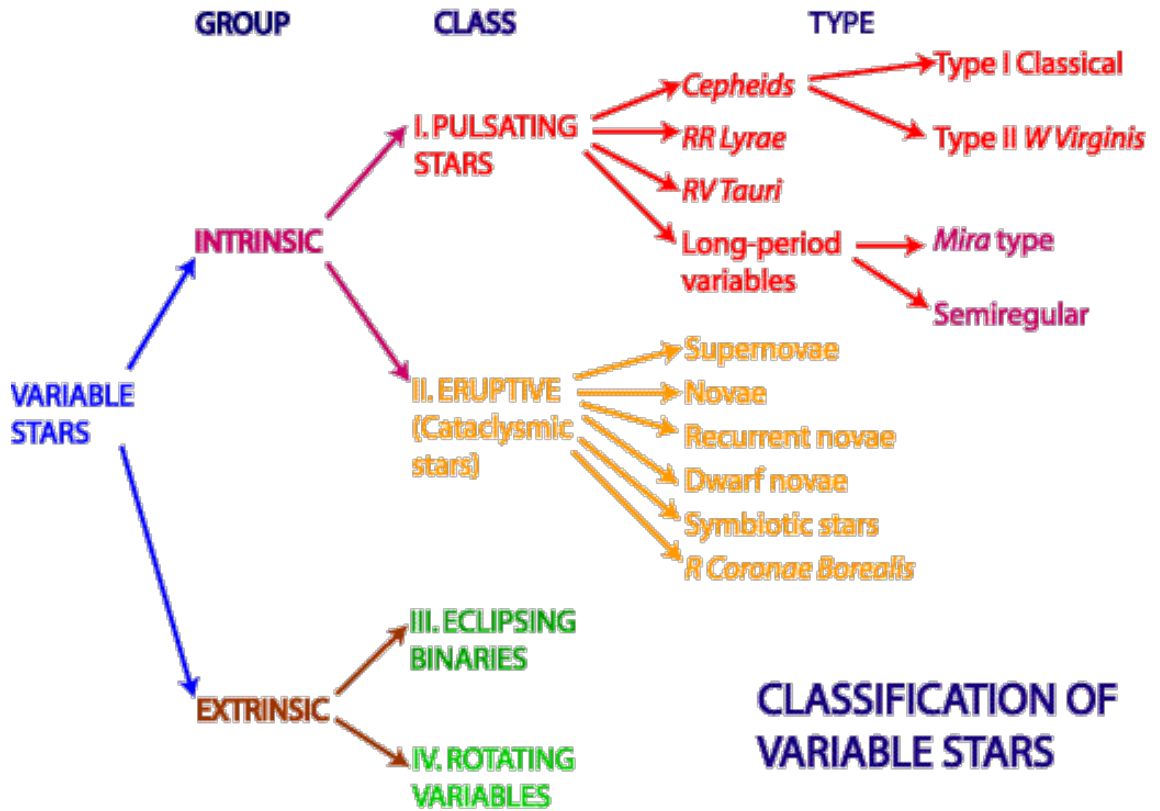 GROUP
CLASS
TYPE
VARIABLE
STARS
INTRINSIC
I. PULSATING
STARS
Cepheids
Type I Classical
Type II W Virginis
RR Lyrae
RV Tauri
Long-period
variables
Mira type
Semiregular
II. ERUPTIVE
(Cataclysmic
stars)
Supernovae
Novae
Recurrent novae
Dwarf novae
Symbiotic stars
R Coronae Borealis
EXTRINSIC
III. ECLIPSING
BINARIES
IV. ROTATING
VARIABLES
CLASSIFICATION OF
VARIABLE STARS